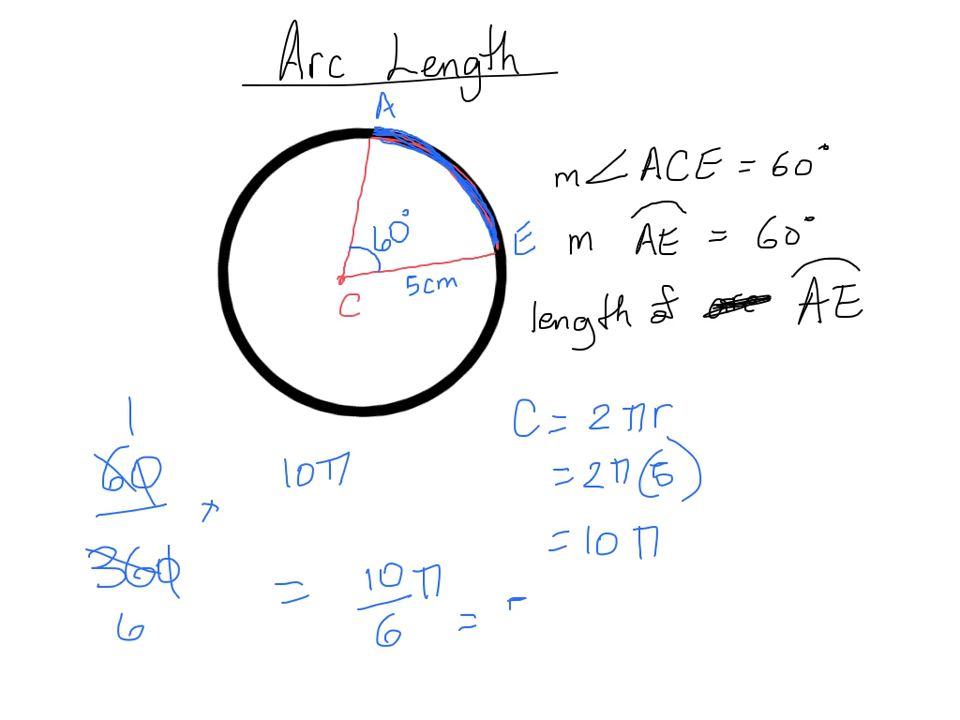 Arc Length
A
m∠ACE = 60°
60°
E
m AE = 60°
5cm
C
length of AE
C = 2πr
= 2π(5)
= 10π
1
60
360
6
× 10π
= 10π/6 =